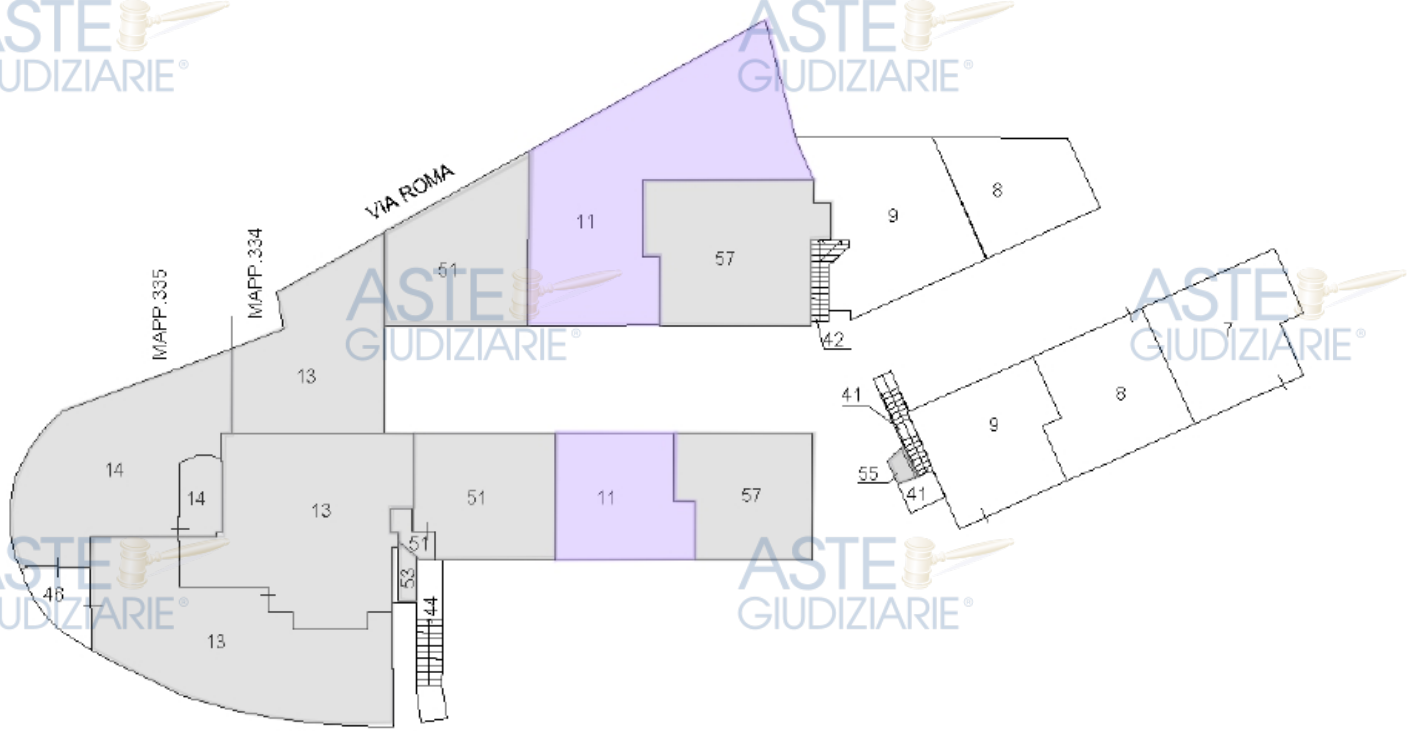 ASTE
GIUDIZIARIE®
ASTE
GIUDIZIARIE®
VIA ROMA
8
9
11
MAPP.334
51
57
MAPP.335
ASTE
GIUDIZIARIE®
ASTE
GIUDIZIARIE®
7
42
13
41
8
9
14
55
14
51
11
57
41
13
51
ASTE
GIUDIZIARIE®
ASTE
GIUDIZIARIE®
53
46
44
13